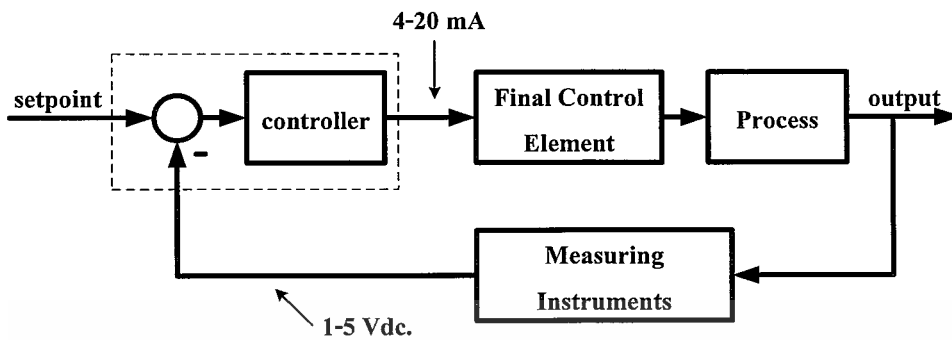 4-20 mA
setpoint
controller
Final Control
Element
Process
output
-
Measuring
Instruments
1-5 Vdc.